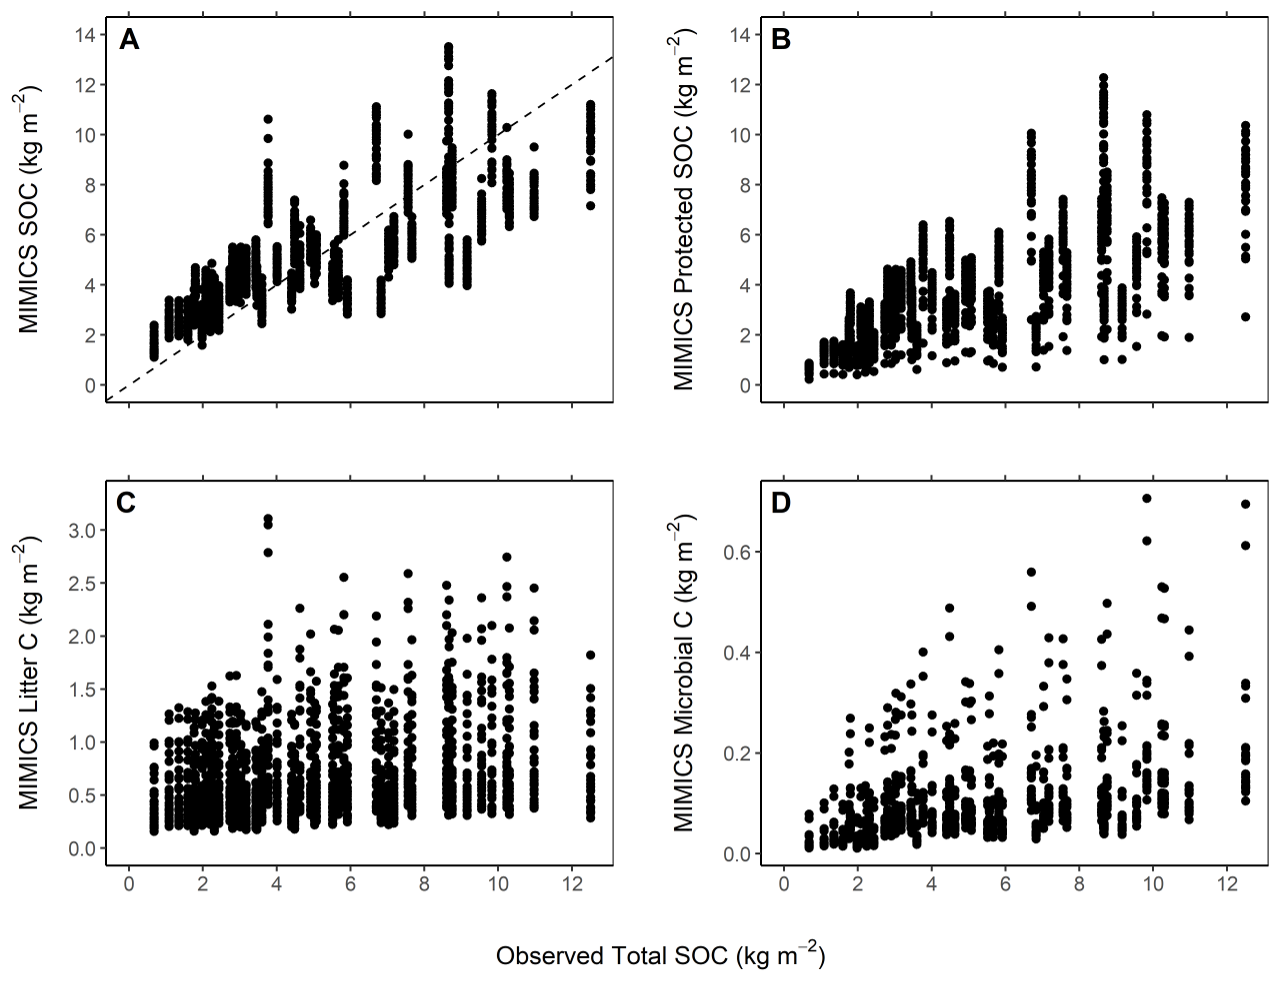 A
B
MIMICS SOC (kg m⁻²)
14
12
10
8
6
4
2
0
MIMICS Protected SOC (kg m⁻²)
14
12
10
8
6
4
2
0
C
D
MIMICS Litter C (kg m⁻²)
3.0
2.5
2.0
1.5
1.0
0.5
0.0
0 2 4 6 8 10 12
MIMICS Microbial C (kg m⁻²)
0.6
0.4
0.2
0.0
0 2 4 6 8 10 12
Observed Total SOC (kg m⁻²)